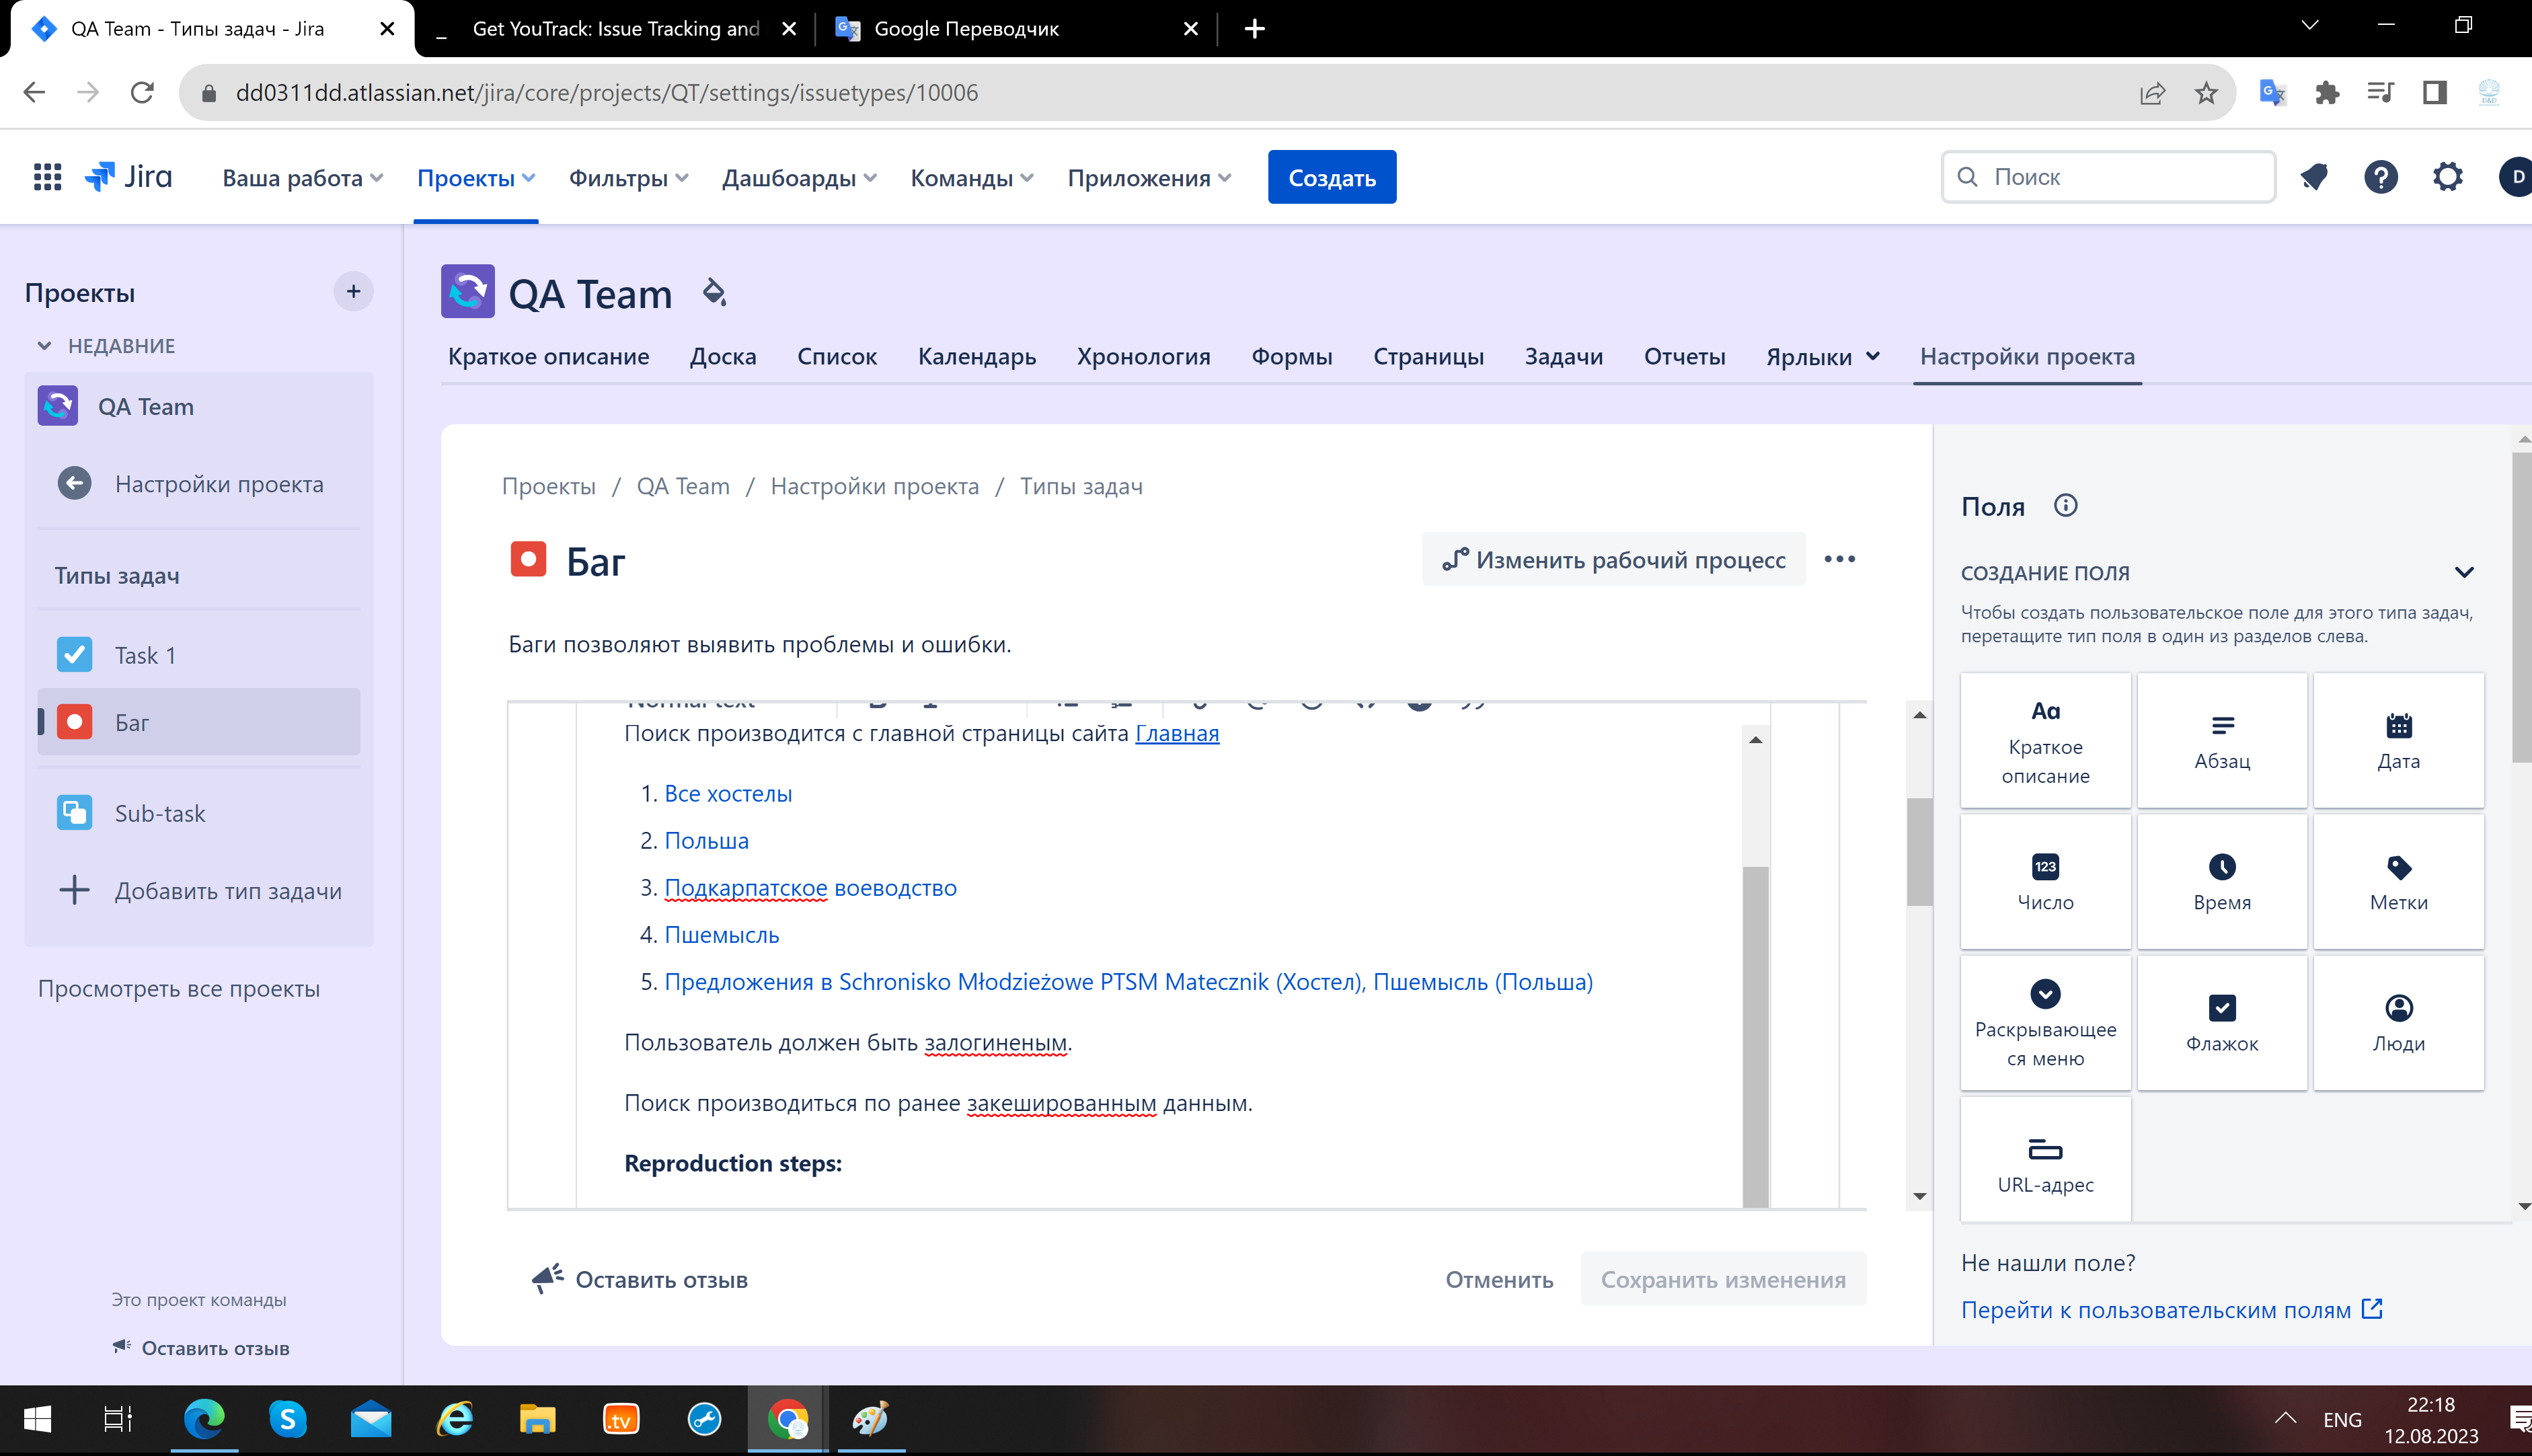 QA Team - Типы задач - Jira
Get YouTrack: Issue Tracking and
Google Переводчик
dd0311dd.atlassian.net/jira/core/projects/QT/settings/issuetypes/10006
Jira
Ваша работа
Проекты
Фильтры
Дашборды
Команды
Приложения
Создать
Поиск
D
Проекты
НЕДАВНИЕ
QA Team
Настройки проекта
Типы задач
Task 1
Баг
Sub-task
Добавить тип задачи
Просмотреть все проекты
Это проект команды
Оставить отзыв
QA Team
Краткое описание
Доска
Список
Календарь
Хронология
Формы
Страницы
Задачи
Отчеты
Ярлыки
Настройки проекта
Проекты / QA Team / Настройки проекта / Типы задач
Баг
Изменить рабочий процесс
Баги позволяют выявить проблемы и ошибки.
Normal text
Поиск производится с главной страницы сайта Главная
1. Все хостелы
2. Польша
3. Подкарпатское воеводство
4. Пшемысль
5. Предложения в Schronisko Młodzieżowe PTSM Matecznik (Хостел), Пшемысль (Польша)
Пользователь должен быть залогиненым.
Поиск производиться по ранее закешированным данным.
Reproduction steps:
Оставить отзыв
Отменить
Сохранить изменения
Поля
СОЗДАНИЕ ПОЛЯ
Чтобы создать пользовательское поле для этого типа задач,
перетащите тип поля в один из разделов слева.
Aa
Краткое
описание
Абзац
Дата
123
Число
Время
Метки
Раскрывающее
ся меню
Флажок
Люди
URL-адрес
Не нашли поле?
Перейти к пользовательским полям
.tv
ENG
22:18
12.08.2023